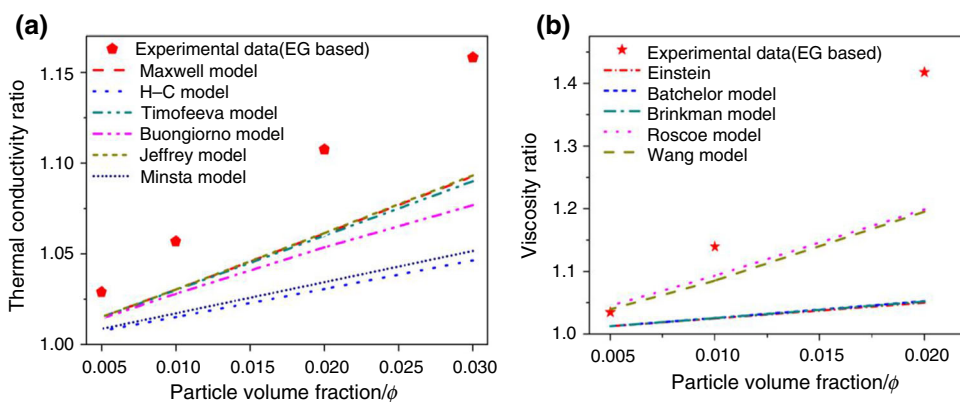 (a)
Thermal conductivity ratio
1.15
1.10
1.05
1.00
Experimental data(EG based)
Maxwell model
H–C model
Timofeeva model
Buongiorno model
Jeffrey model
Minsta model
0.005 0.010 0.015 0.020 0.025 0.030
Particle volume fraction/ϕ
(b)
Viscosity ratio
1.4
1.3
1.2
1.1
1.0
Experimental data(EG based)
Einstein
Batchelor model
Brinkman model
Roscoe model
Wang model
0.005 0.010 0.015 0.020
Particle volume fraction/ϕ